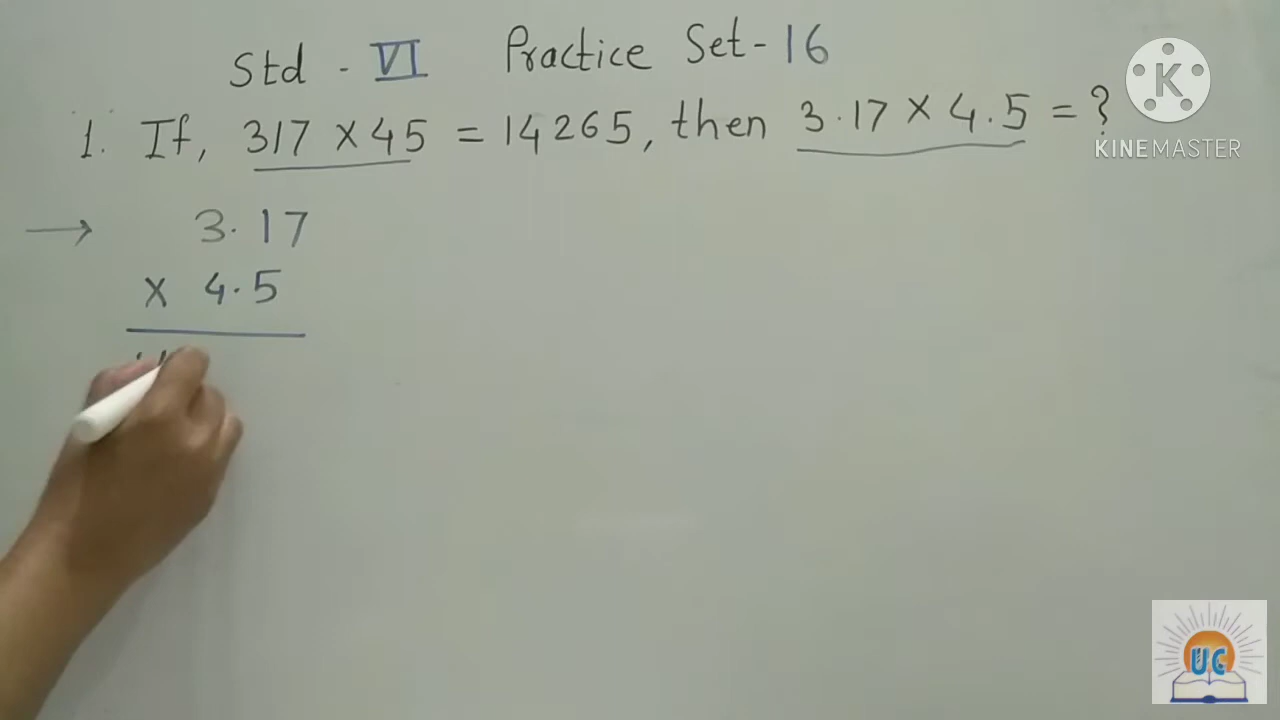 Std - VI Practice Set - 16
1. If, 317 × 45 = 14265, then 3.17 × 4.5 = ?
→ 3.17
× 4.5
K
KINEMASTER
UC